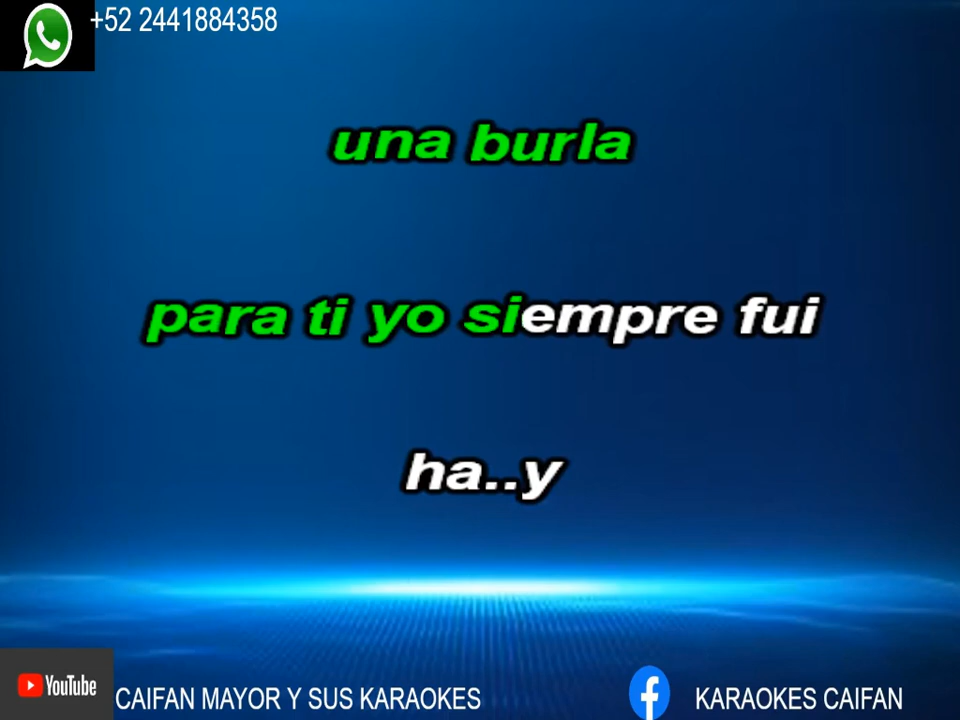 +52 2441884358
una burla
para ti yo siempre fui
ha..y
YouTube
CAIFAN MAYOR Y SUS KARAOKES
KARAOKES CAIFAN